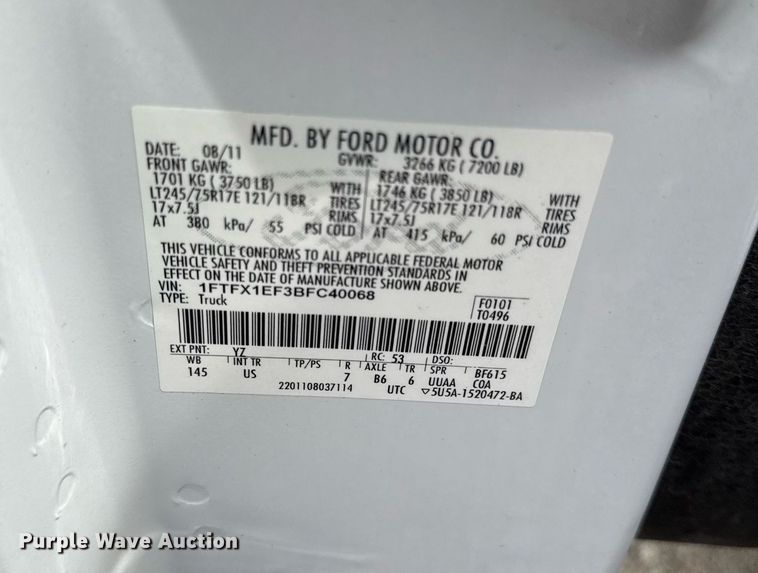 MFD. BY FORD MOTOR CO.
DATE: 08/11 GVWR: 3266 KG ( 7200 LB)
FRONT GAWR: REAR GAWR:
1701 KG ( 3750 LB) WITH 1746 KG ( 3850 LB) WITH
LT245/75R17E 121/118R TIRES LT245/75R17E 121/118R TIRES
17x7.5J RIMS 17x7.5J RIMS
AT 380 kPa/ 55 PSI COLD AT 415 kPa/ 60 PSI COLD
THIS VEHICLE CONFORMS TO ALL APPLICABLE FEDERAL MOTOR
VEHICLE SAFETY AND THEFT PREVENTION STANDARDS IN
EFFECT ON THE DATE OF MANUFACTURE SHOWN ABOVE.
VIN: 1FTFX1EF3BFC40068 F0101
TYPE: Truck T0496
EXT PNT: YZ RC: 53 DSO:
WB INT TR TP/PS R AXLE TR SPR BF615
145 US 7 B6 6 UUAA COA
2201108037114 UTC ▽5U5A-1520472-BA
Purple Wave Auction